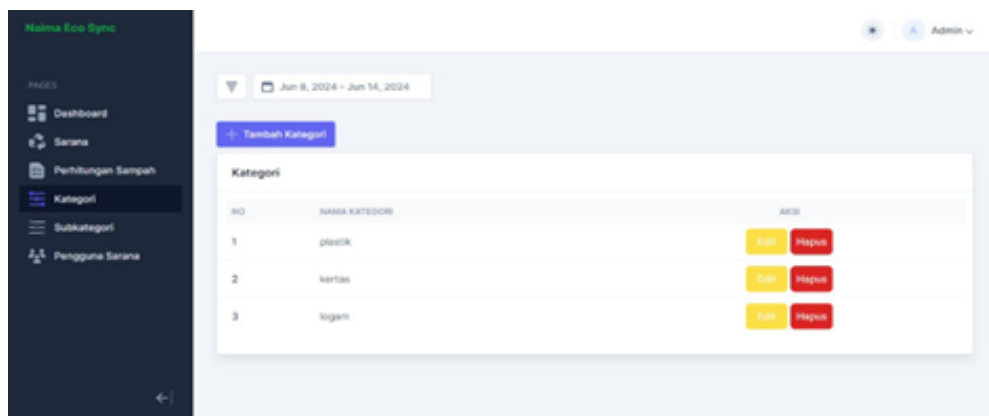 Naima Eco Sync
A Admin
PAGES
Jun 8, 2024 - Jun 14, 2024
Dashboard
Sarana
+ Tambah Kategori
Perhitungan Sampah
Kategori
Kategori
Subkategori
NO NAMA KATEGORI AKSI
Pengguna Sarana
1 plastik Edit Hapus
2 kertas Edit Hapus
3 logam Edit Hapus